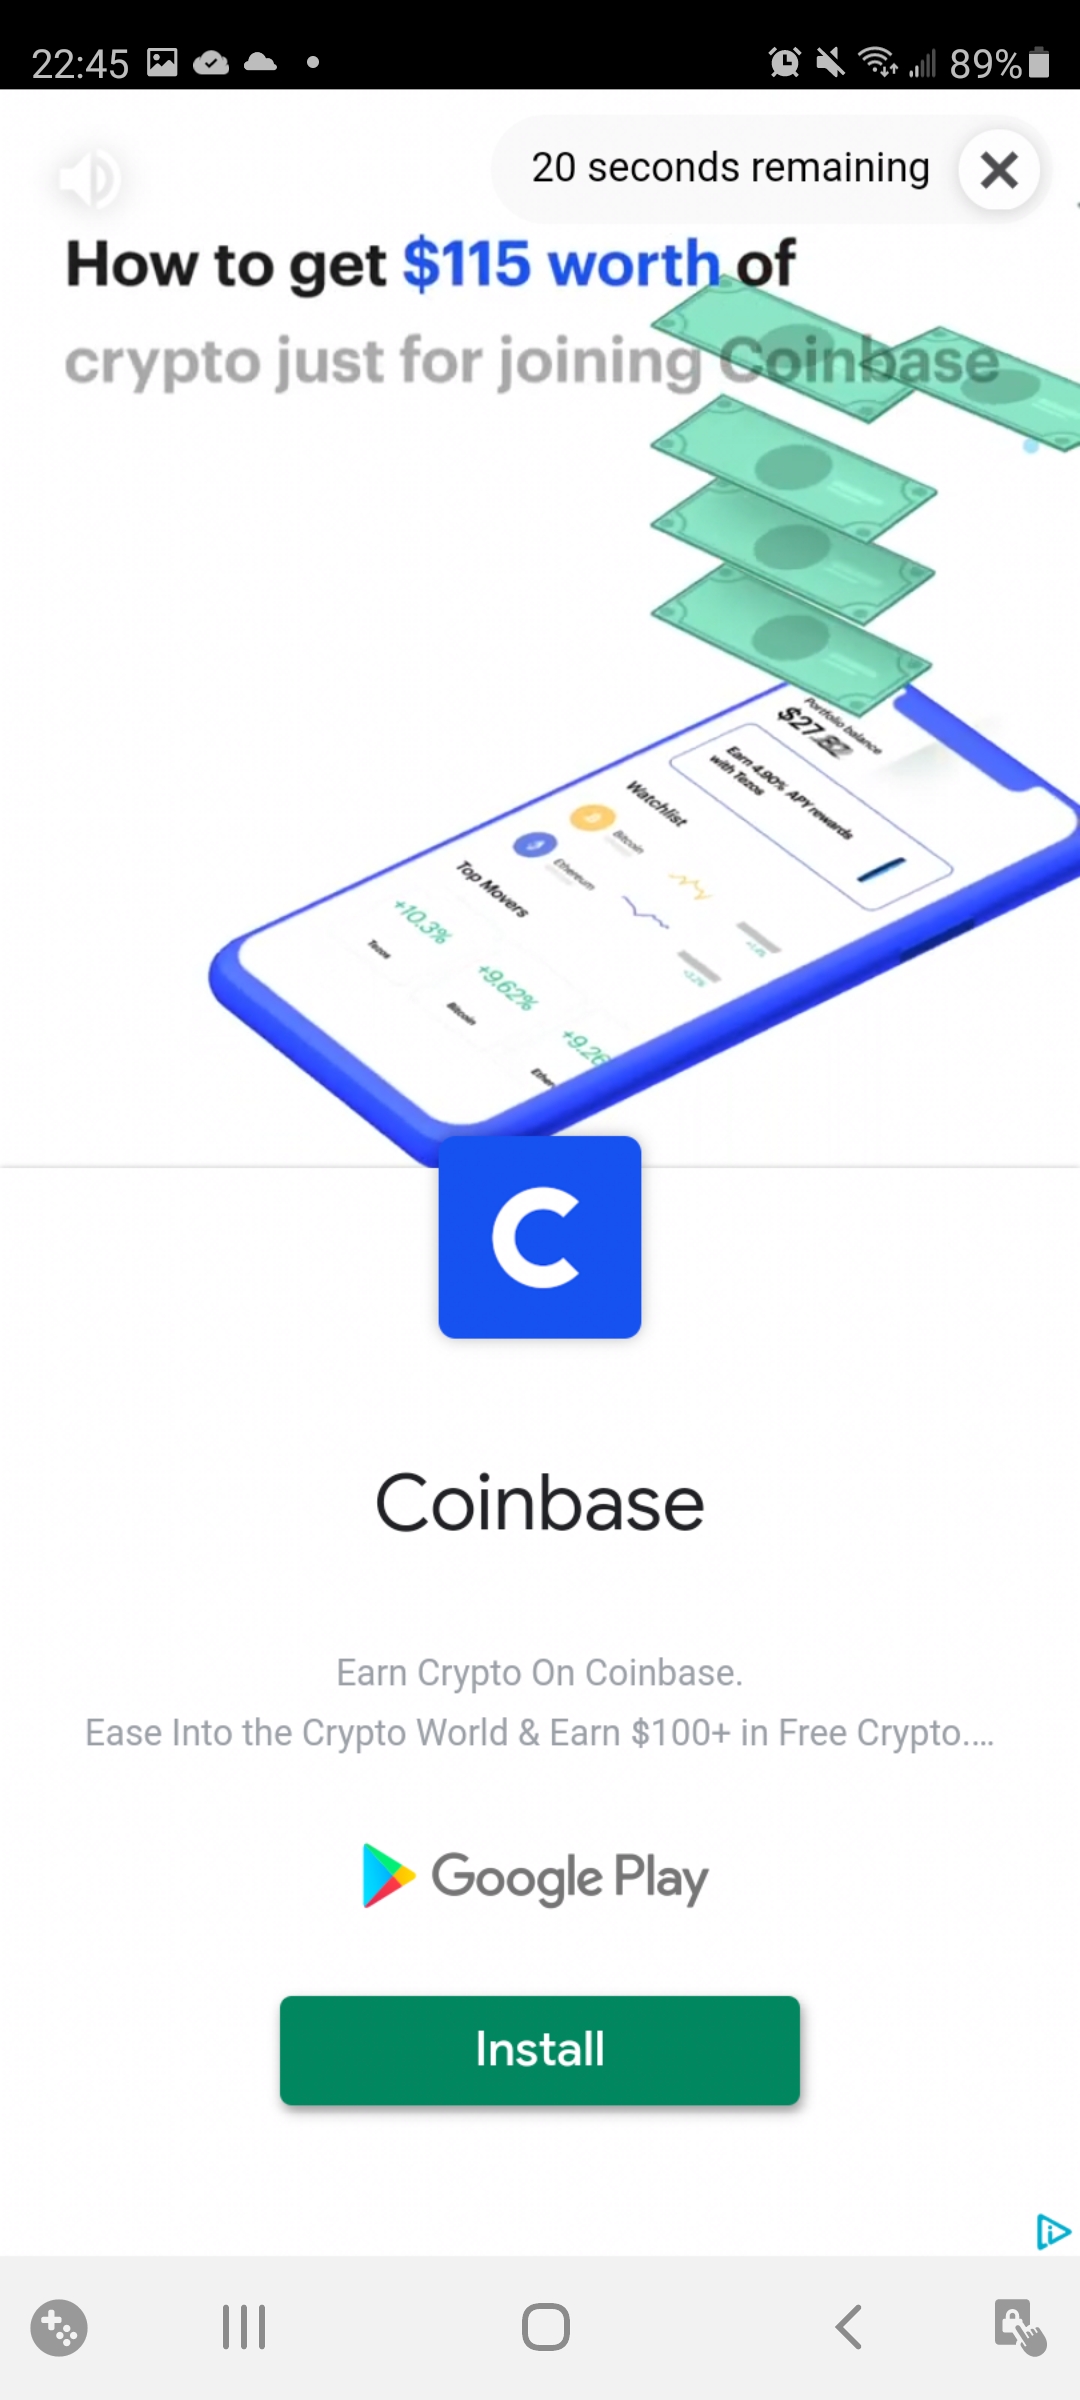 22:45
89%
20 seconds remaining
How to get $115 worth of
crypto just for joining Coinbase
Portfolio balance
$27.82
Earn 4.90% APY rewards
with Tezos
Watchlist
Bitcoin
Ethereum
Top Movers
+10.3%
Tezos
+9.62%
Bitcoin
+9.26
Ether
Coinbase
Earn Crypto On Coinbase.
Ease Into the Crypto World & Earn $100+ in Free Crypto....
Google Play
Install